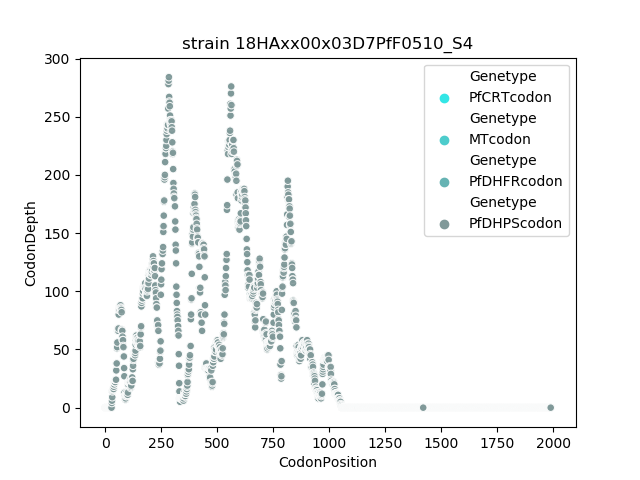 strain 18HAxx00x03D7PfF0510_S4
300
250
200
150
100
50
0
CodonDepth
Genetype
PfCRTcodon
Genetype
MTcodon
Genetype
PfDHFRcodon
Genetype
PfDHPScodon
0 250 500 750 1000 1250 1500 1750 2000
CodonPosition